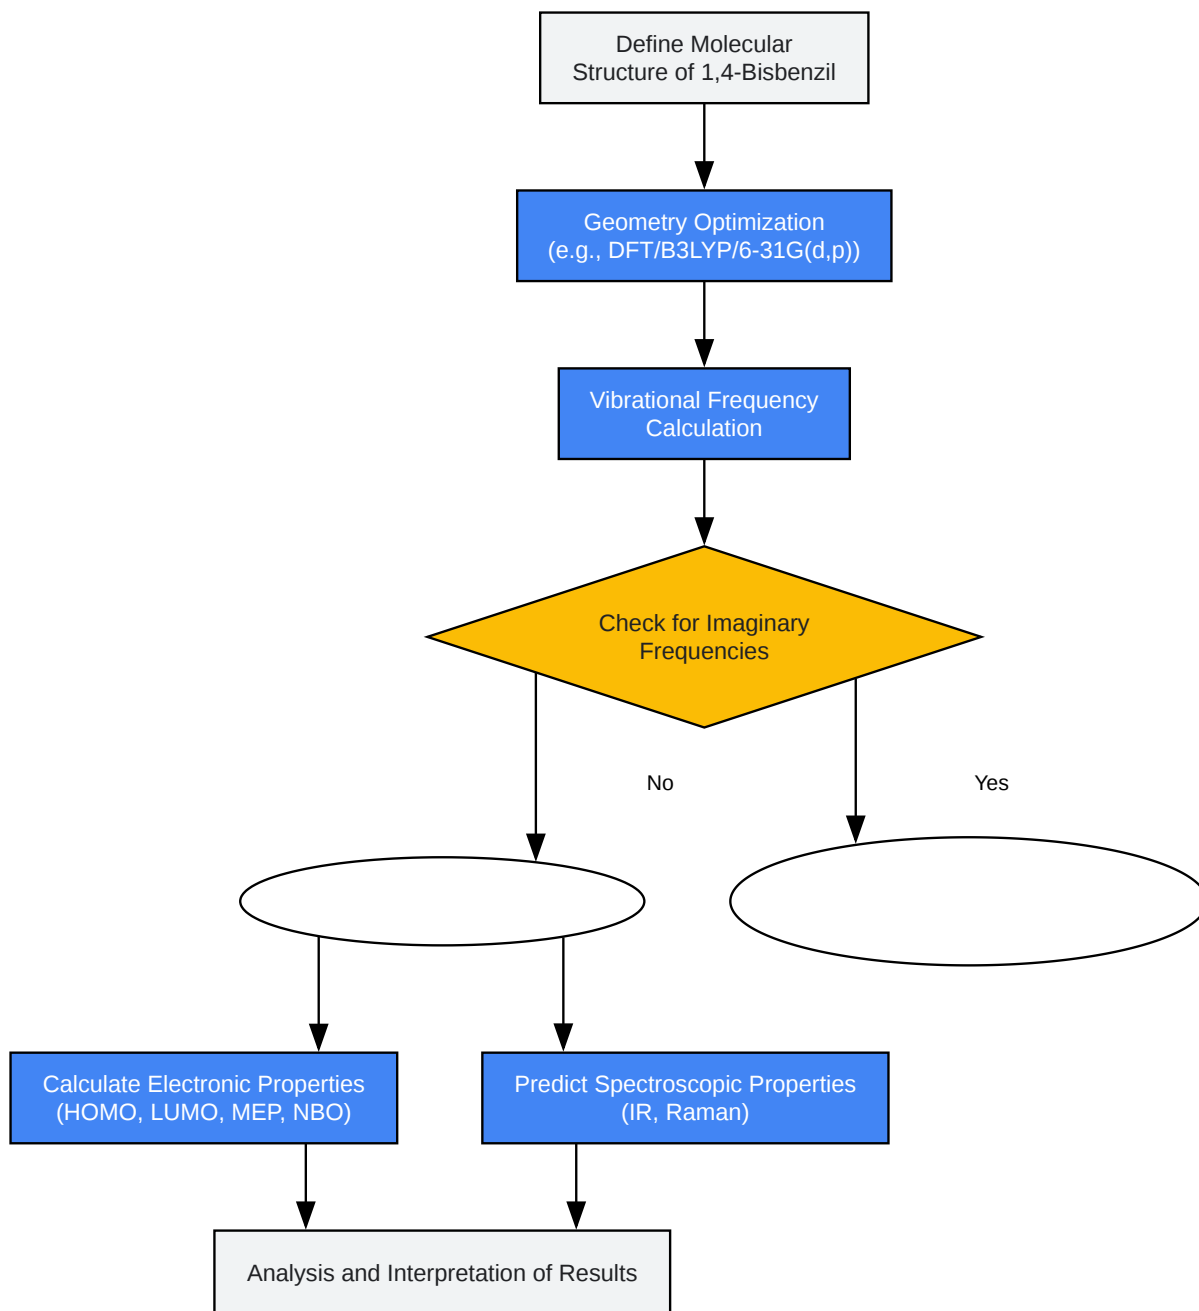 Define Molecular
Structure of 1,4-Bisbenzil
Geometry Optimization
(e.g., DFT/B3LYP/6-31G(d,p))
Vibrational Frequency
Calculation
Check for Imaginary
Frequencies
No
Yes
Calculate Electronic Properties
(HOMO, LUMO, MEP, NBO)
Predict Spectroscopic Properties
(IR, Raman)
Analysis and Interpretation of Results